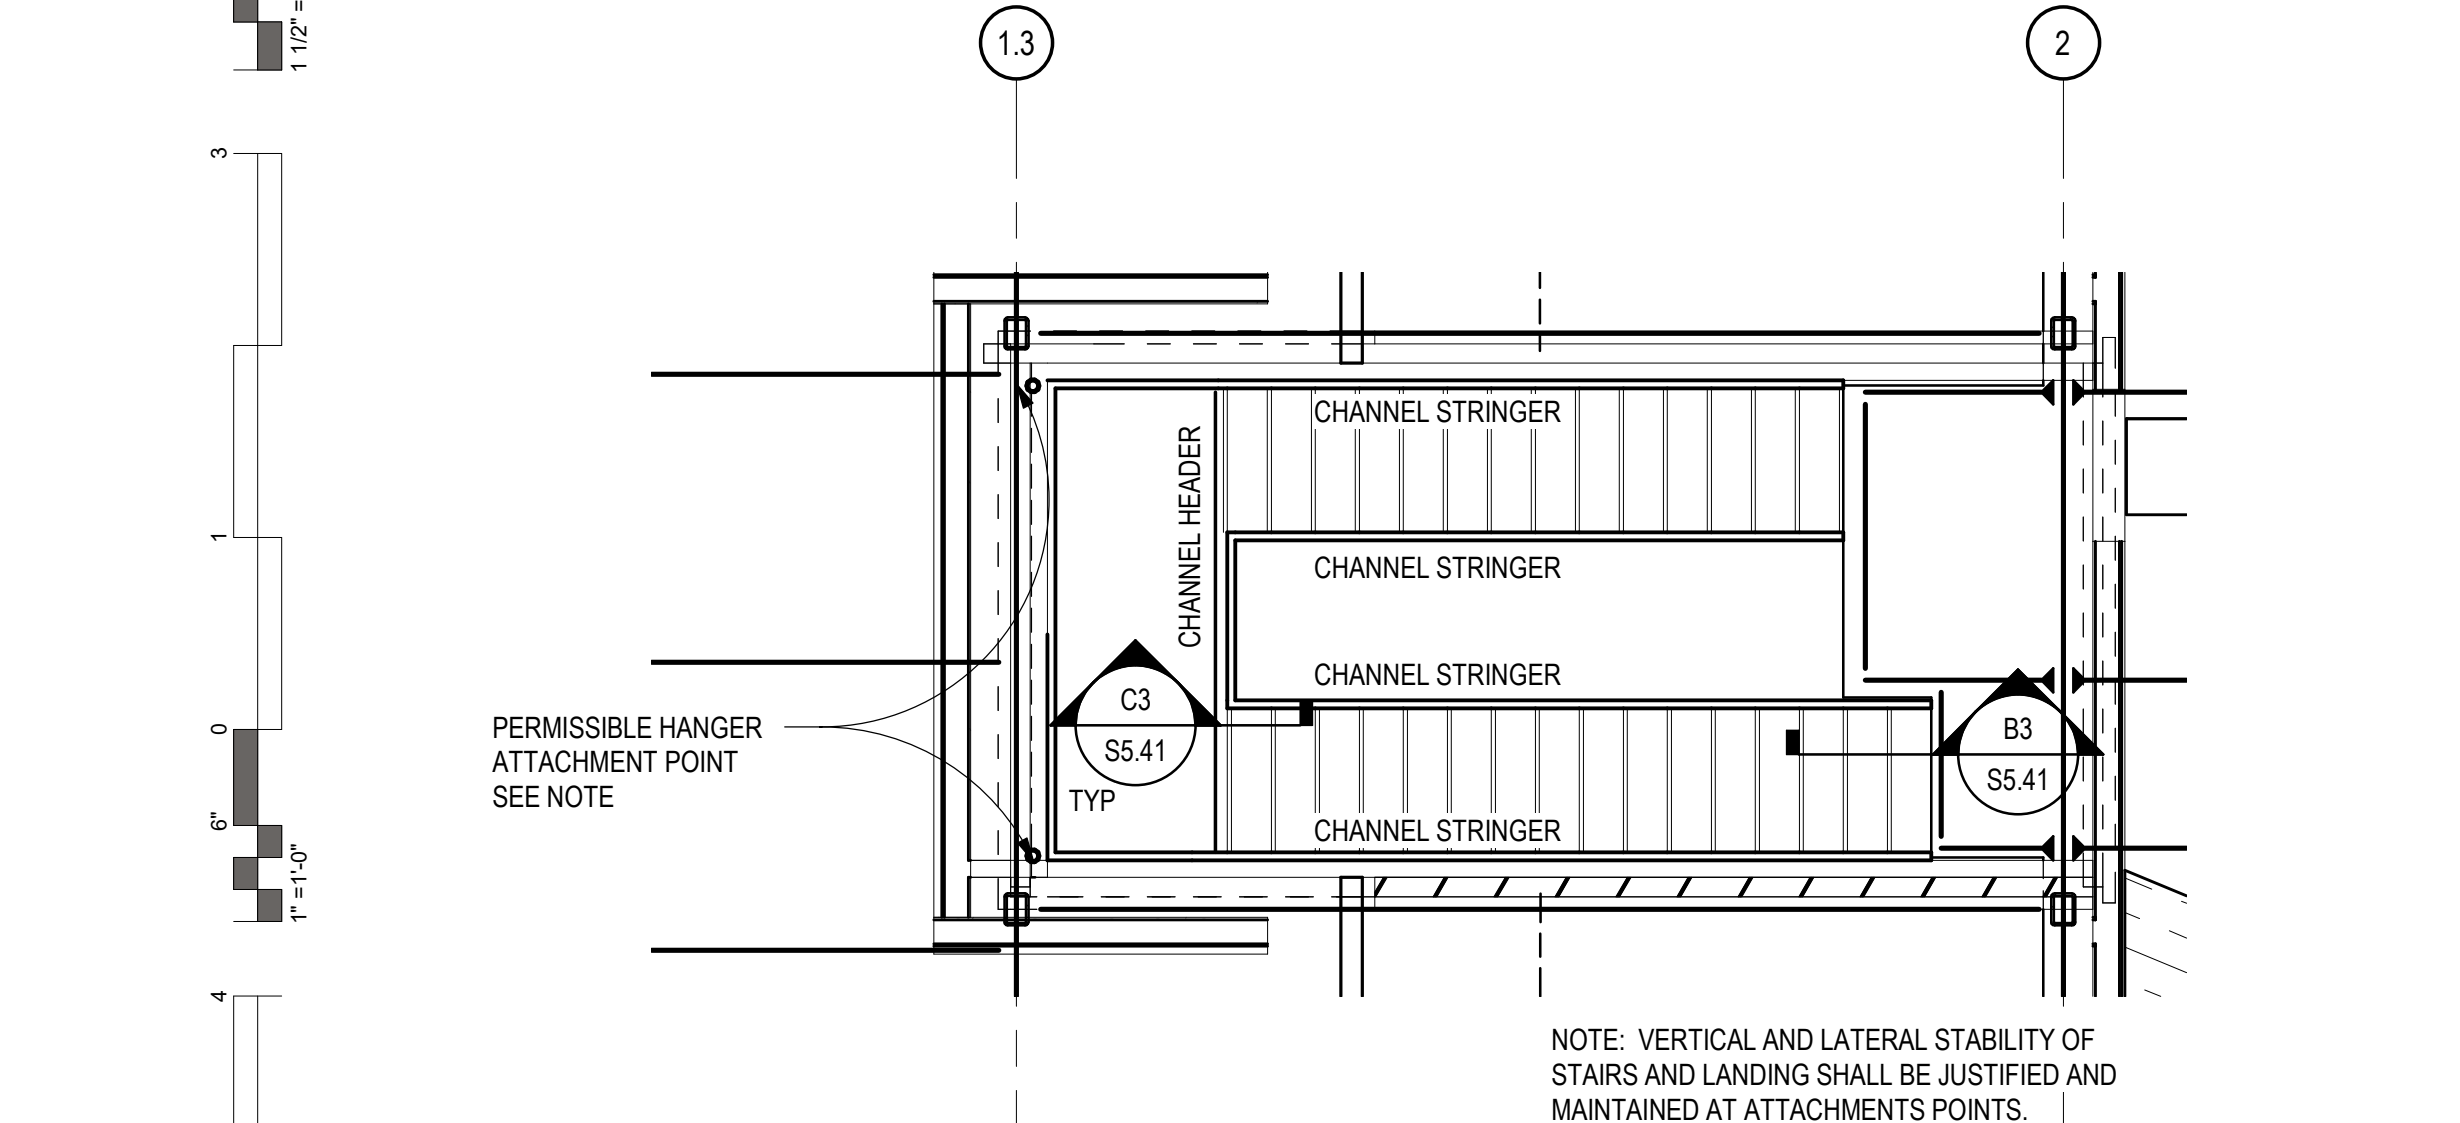 1 1/2" =
1.3
2
3
CHANNEL STRINGER
CHANNEL HEADER
1
CHANNEL STRINGER
CHANNEL STRINGER
C3
S5.41
TYP
B3
S5.41
0
PERMISSIBLE HANGER
ATTACHMENT POINT
SEE NOTE
6"
CHANNEL STRINGER
1" =1'-0"
4
NOTE: VERTICAL AND LATERAL STABILITY OF
STAIRS AND LANDING SHALL BE JUSTIFIED AND
MAINTAINED AT ATTACHMENTS POINTS.